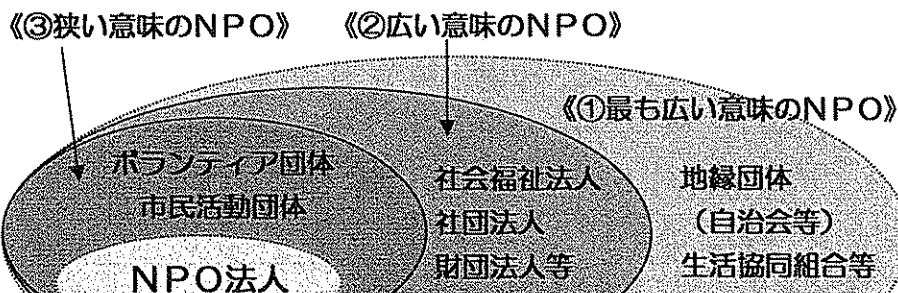 《③狭い意味のNPO》
《②広い意味のNPO》
《①最も広い意味のNPO》
ボランティア団体
市民活動団体
NPO法人
社会福祉法人
社団法人
財団法人等
地縁団体
（自治会等）
生活協同組合等